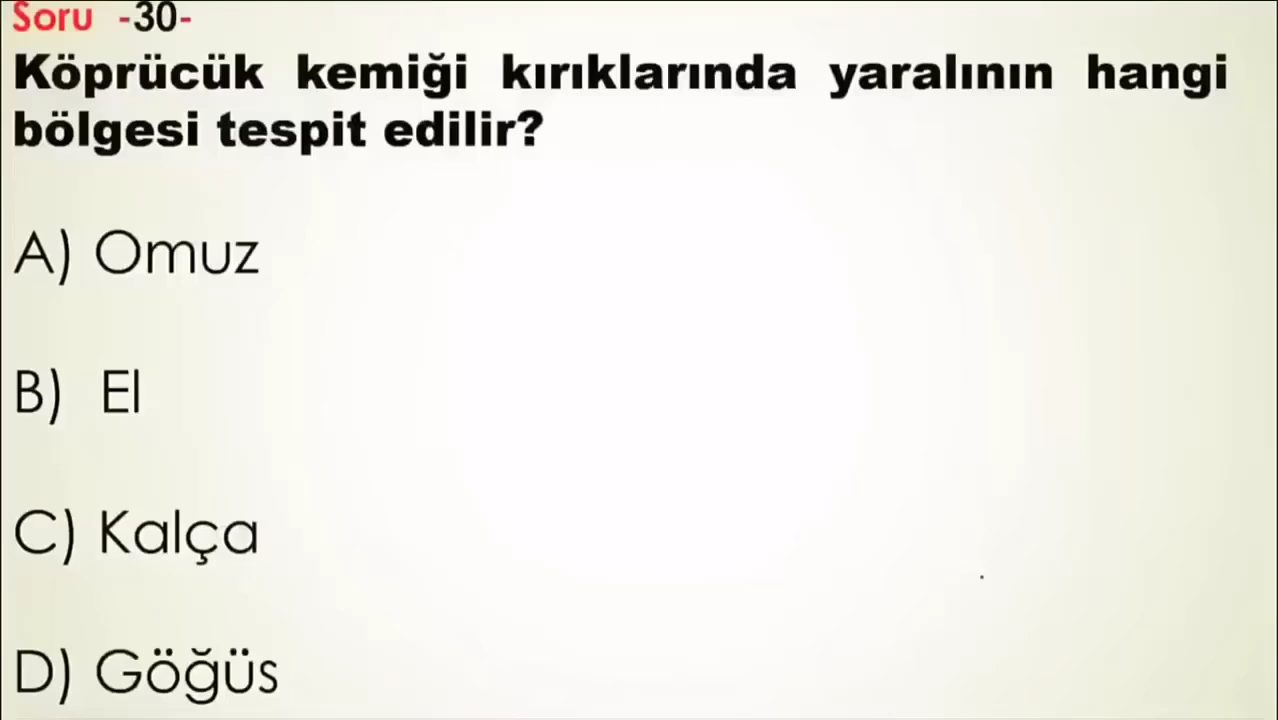 Soru -30-
Köprücük kemiği kırıklarında yaralının hangi
bölgesi tespit edilir?
A) Omuz
B) El
C) Kalça
D) Göğüs